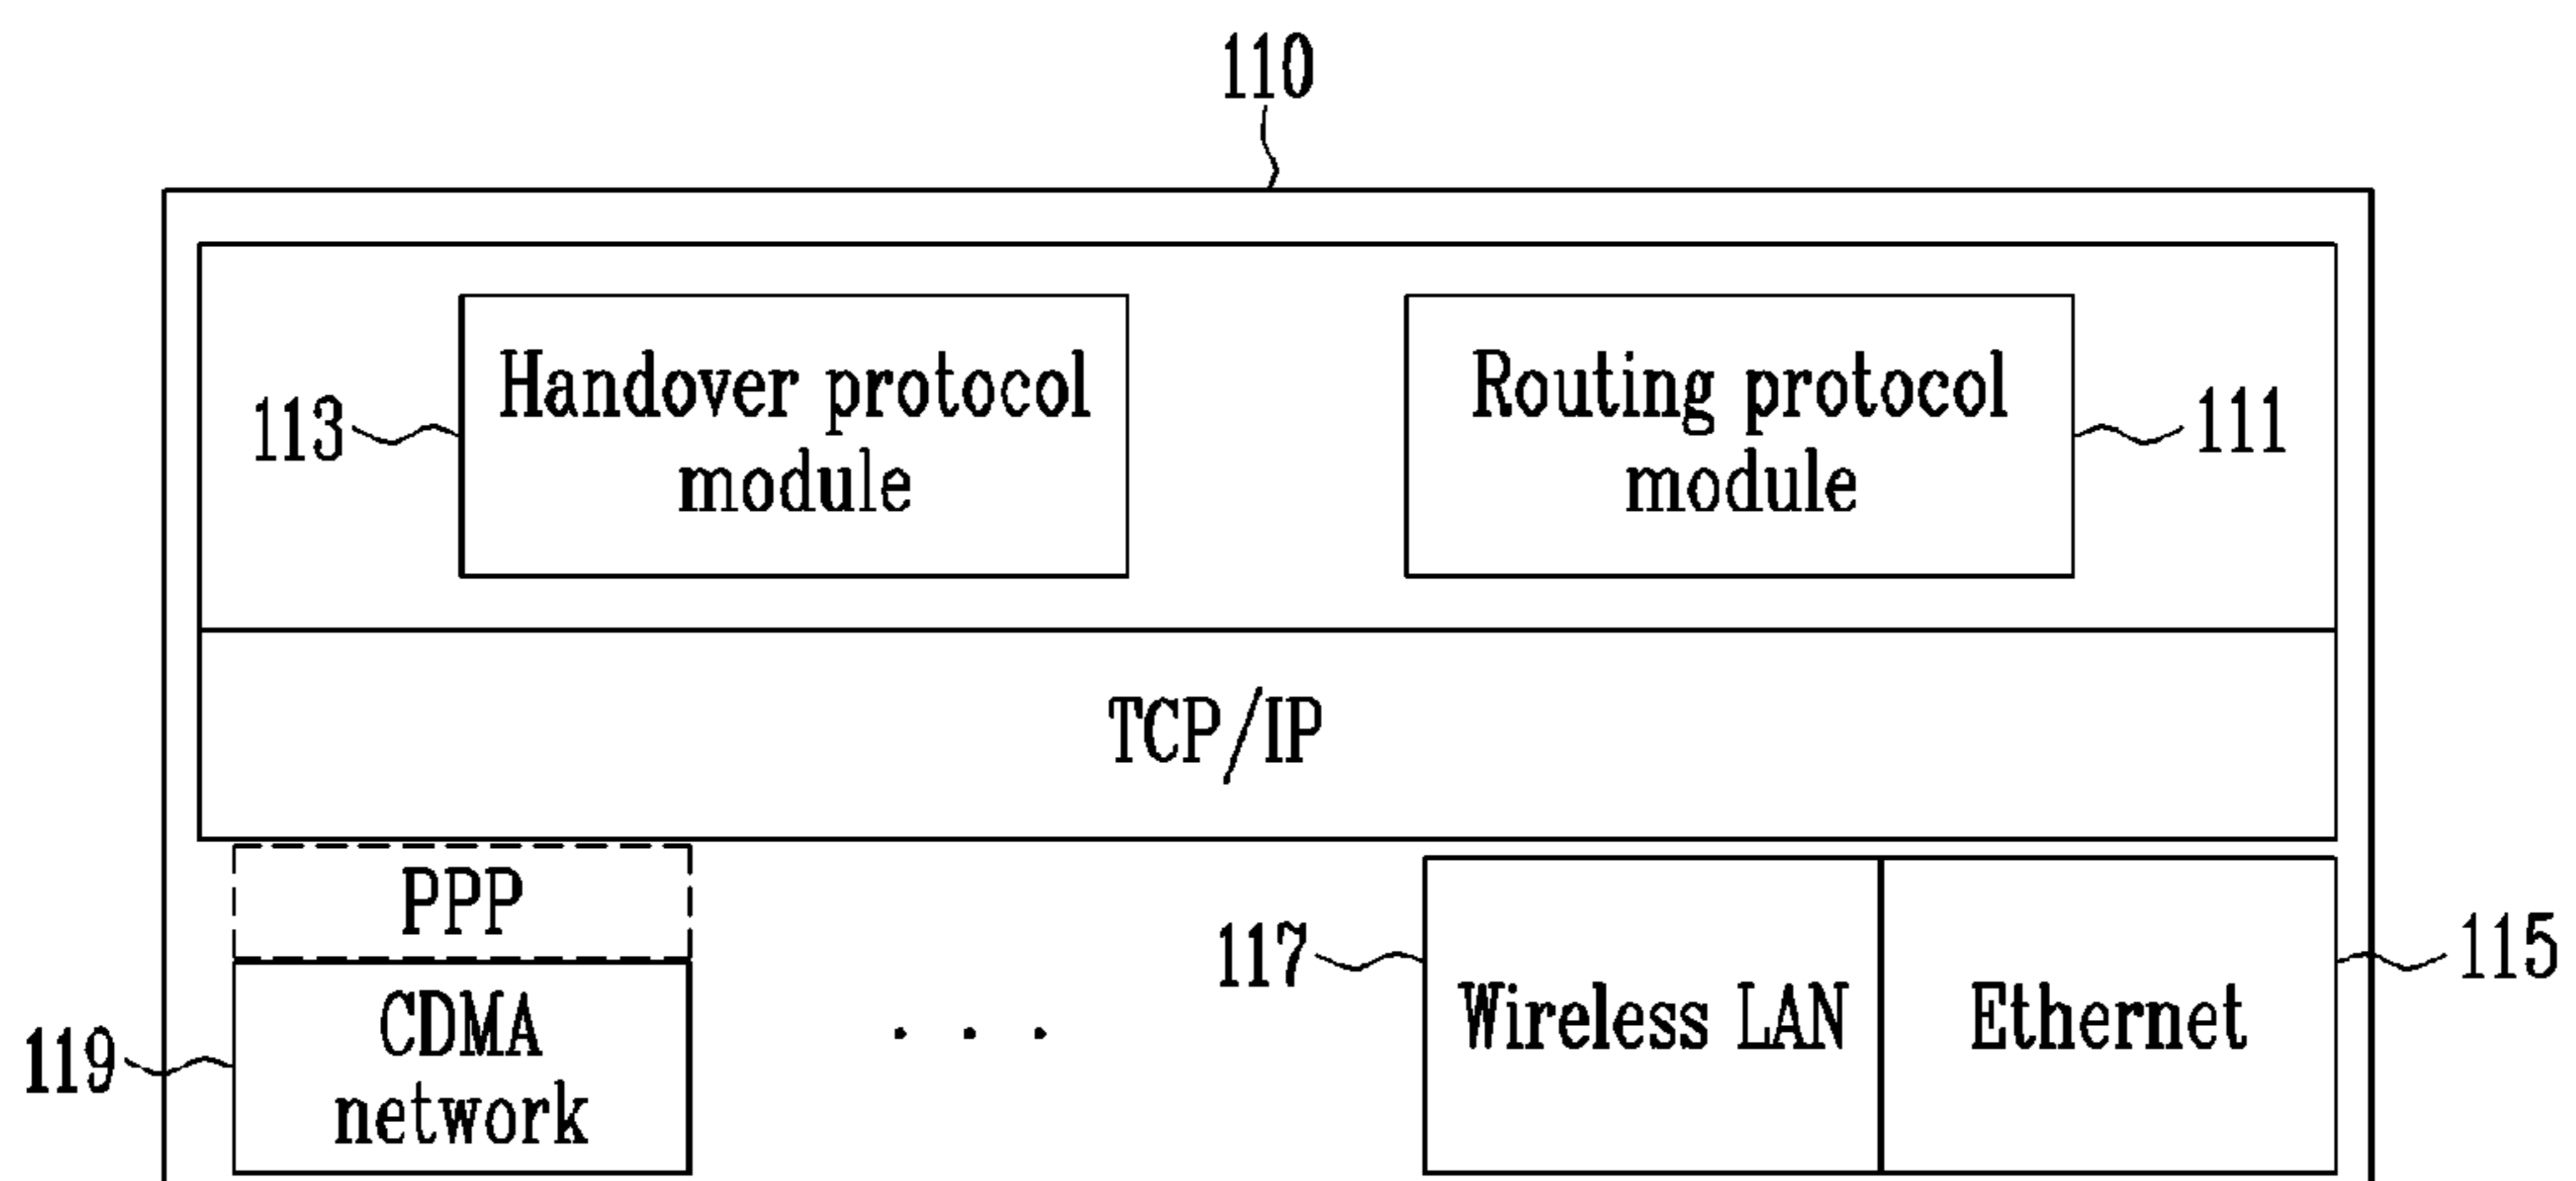 110
Handover protocol
module
113
Routing protocol
module
111
TCP/IP
PPP
CDMA
network
119
. . .
117
Wireless LAN
Ethernet
115